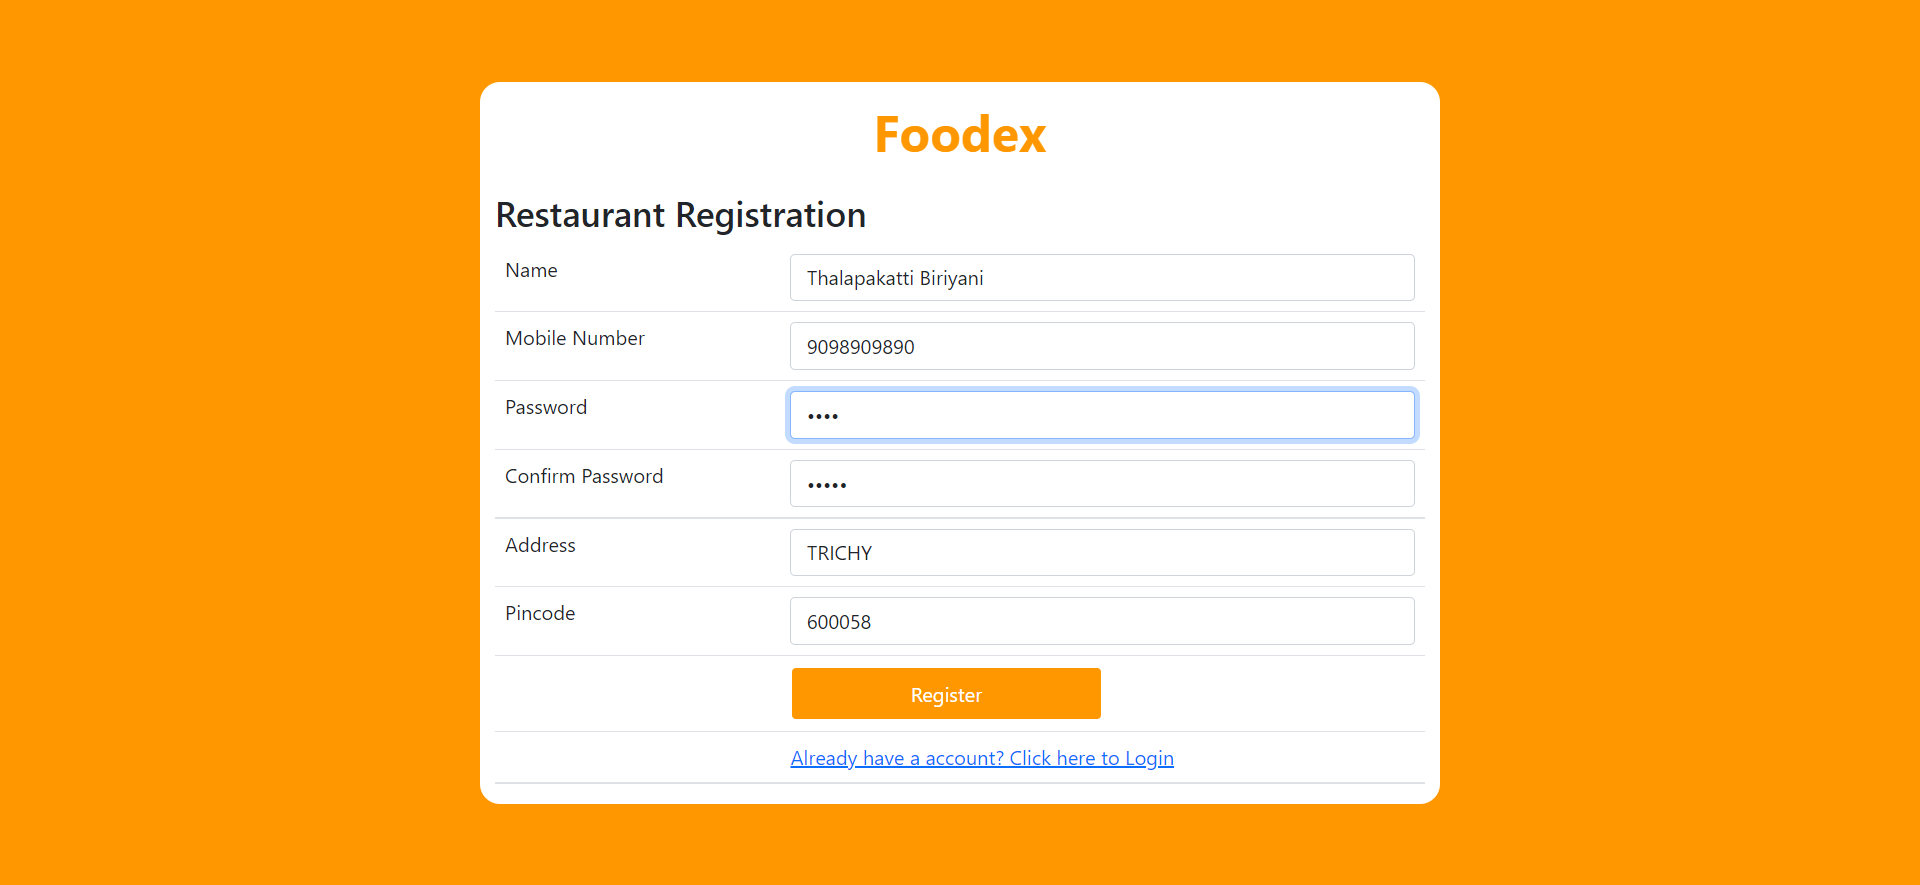 Foodex
Restaurant Registration
Name Thalapakatti Biriyani
Mobile Number 9098909890
Password ••••
Confirm Password •••••
Address TRICHY
Pincode 600058
Register
Already have a account? Click here to Login